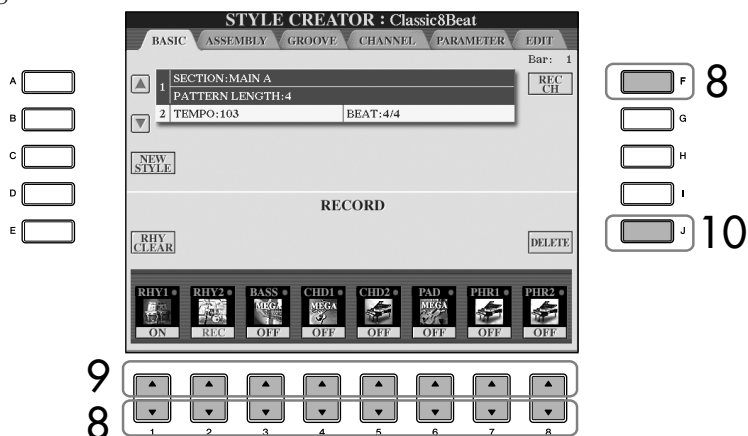 STYLE CREATOR : Classic8Beat
BASIC ASSEMBLY GROOVE CHANNEL PARAMETER EDIT
Bar: 1
1 SECTION:MAIN A
PATTERN LENGTH:4
2 TEMPO:103 BEAT:4/4
REC
CH
NEW
STYLE
RECORD
RHY
CLEAR
DELETE
RHY1 RHY2 BASS CHD1 CHD2 PAD PHR1 PHR2
MEGA MEGA MEGA
ON REC OFF OFF OFF OFF OFF OFF
A
B
C
D
E
F 8
G
H
I
J 10
9
8
1 2 3 4 5 6 7 8